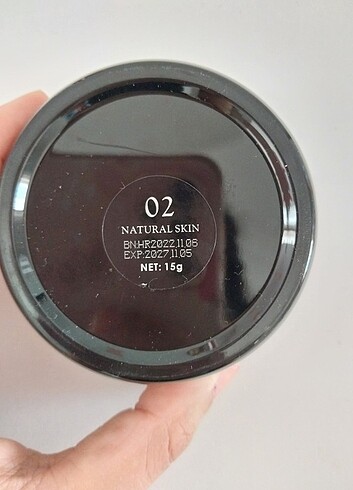 02
NATURAL SKIN
BN:HR2022.11.06
EXP:2027.11.05
NET: 15g